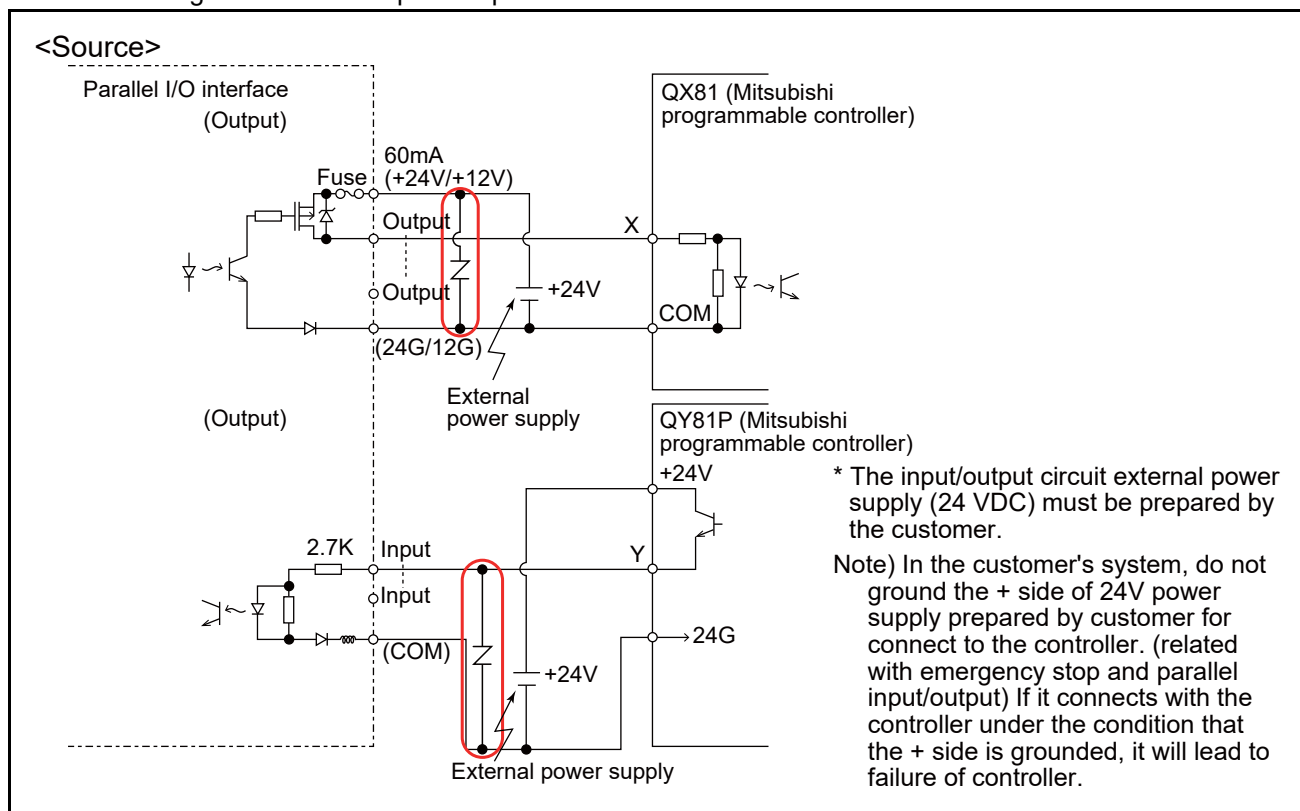 <Source>
Parallel I/O interface
(Output)
QX81 (Mitsubishi
programmable controller)
60mA
(+24V/+12V)
Fuse
Output
X
Output
+24V
COM
(24G/12G)
External
power supply
(Output)
QY81P (Mitsubishi
programmable controller)
+24V
2.7K
Input
Y
Input
(COM)
24G
+24V
External power supply
* The input/output circuit external power
supply (24 VDC) must be prepared by
the customer.
Note) In the customer's system, do not
ground the + side of 24V power
supply prepared by customer for
connect to the controller. (related
with emergency stop and parallel
input/output) If it connects with the
controller under the condition that
the + side is grounded, it will lead to
failure of controller.